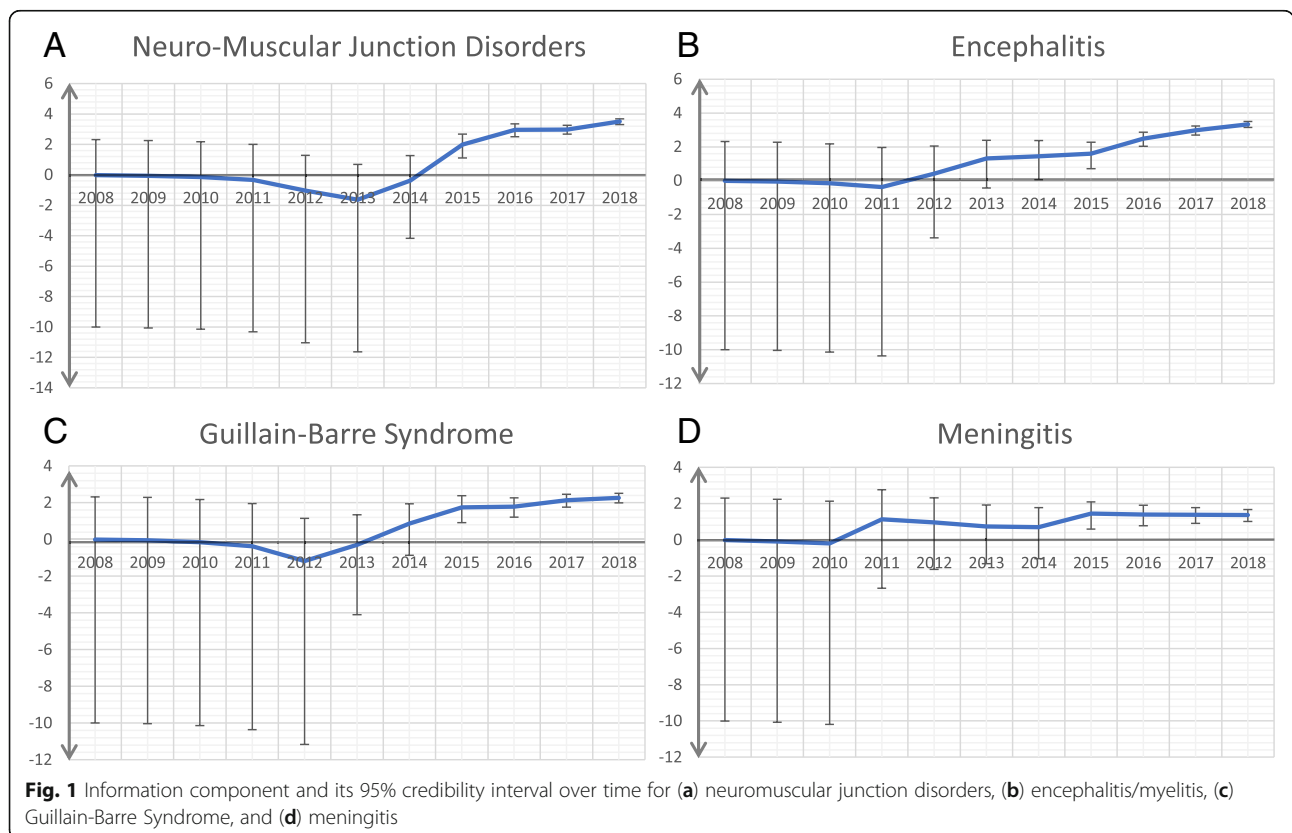 A
Neuro-Muscular Junction Disorders
6
4
2
0
-2
-4
-6
-8
-10
-12
-14
2008 2009 2010 2011 2012 2013 2014 2015 2016 2017 2018
B
Encephalitis
6
4
2
0
-2
-4
-6
-8
-10
-12
2008 2009 2010 2011 2012 2013 2014 2015 2016 2017 2018
C
Guillain-Barre Syndrome
4
2
0
-2
-4
-6
-8
-10
-12
2008 2009 2010 2011 2012 2013 2014 2015 2016 2017 2018
D
Meningitis
4
2
0
-2
-4
-6
-8
-10
-12
2008 2009 2010 2011 2012 2013 2014 2015 2016 2017 2018
Fig. 1 Information component and its 95% credibility interval over time for (a) neuromuscular junction disorders, (b) encephalitis/myelitis, (c)
Guillain-Barre Syndrome, and (d) meningitis